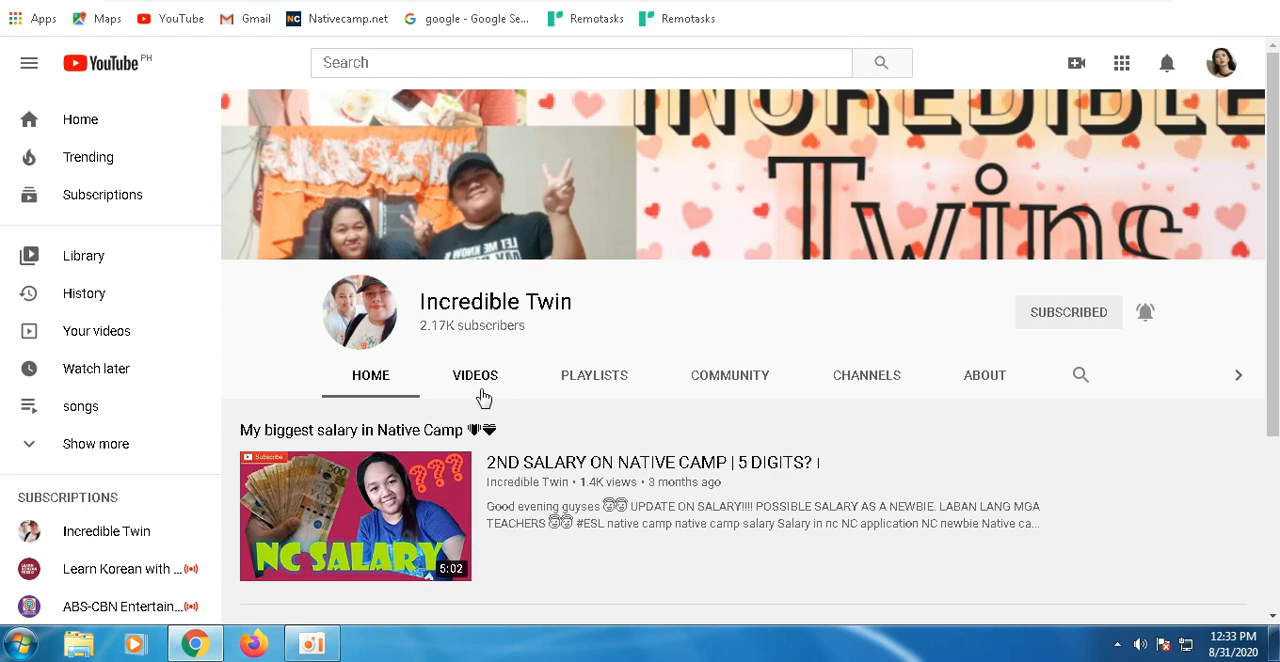 Apps Maps YouTube Gmail Nativecamp.net google - Google Se... Remotasks Remotasks
YouTube PH
Search
INCREDIBLE
Twins
Home
Trending
Subscriptions
Library
History
Your videos
Watch later
songs
Show more
SUBSCRIPTIONS
Incredible Twin
Learn Korean with ...
ABS-CBN Entertain...
Incredible Twin
2.17K subscribers
SUBSCRIBED
HOME VIDEOS PLAYLISTS COMMUNITY CHANNELS ABOUT
My biggest salary in Native Camp
Subscribe
500
???
NC SALARY
5:02
2ND SALARY ON NATIVE CAMP | 5 DIGITS? ।
Incredible Twin • 1.4K views • 3 months ago
Good evening guyses UPDATE ON SALARY!!!! POSSIBLE SALARY AS A NEWBIE. LABAN LANG MGA
TEACHERS #ESL native camp native camp salary Salary in nc NC application NC newbie Native ca...
12:33 PM
8/31/2020